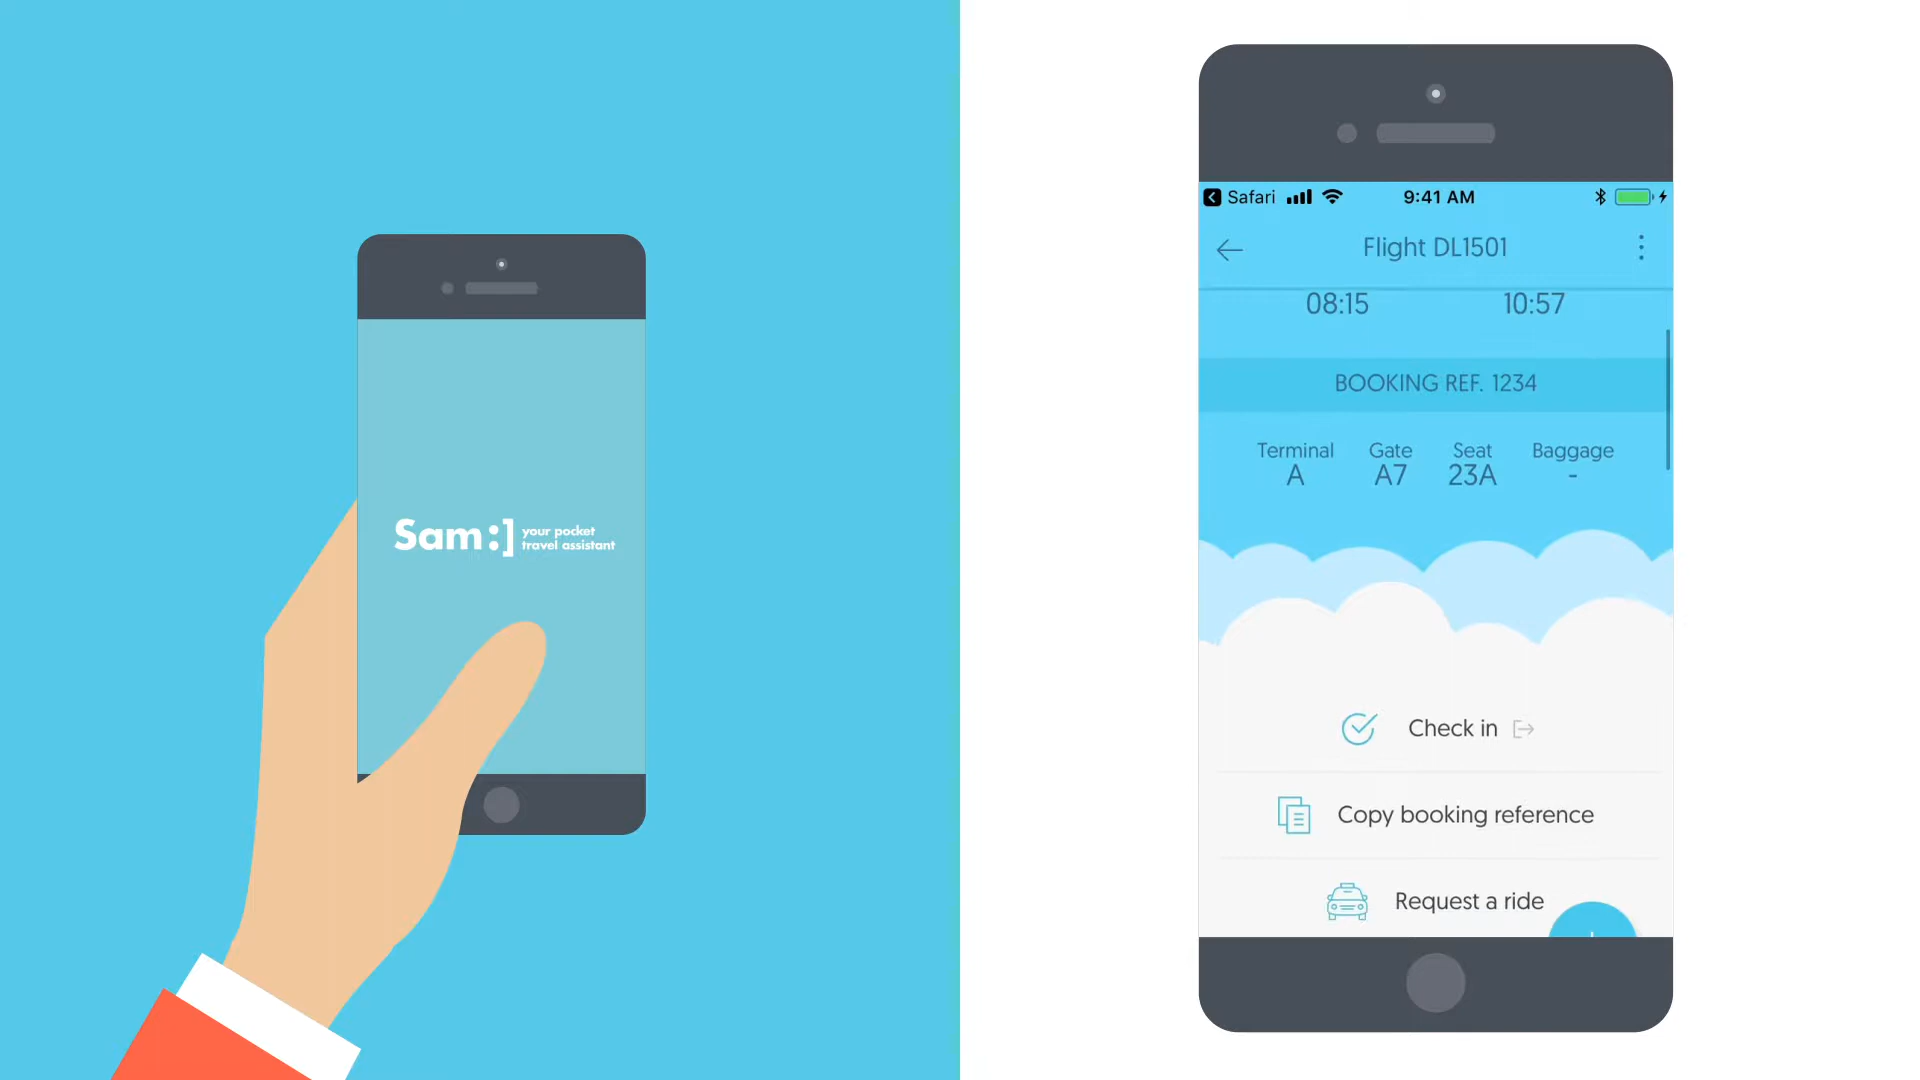 Sam:] your pocket
travel assistant
Safari 9:41 AM
Flight DL1501
08:15 10:57
BOOKING REF. 1234
Terminal Gate Seat Baggage
A A7 23A -
Check in
Copy booking reference
Request a ride